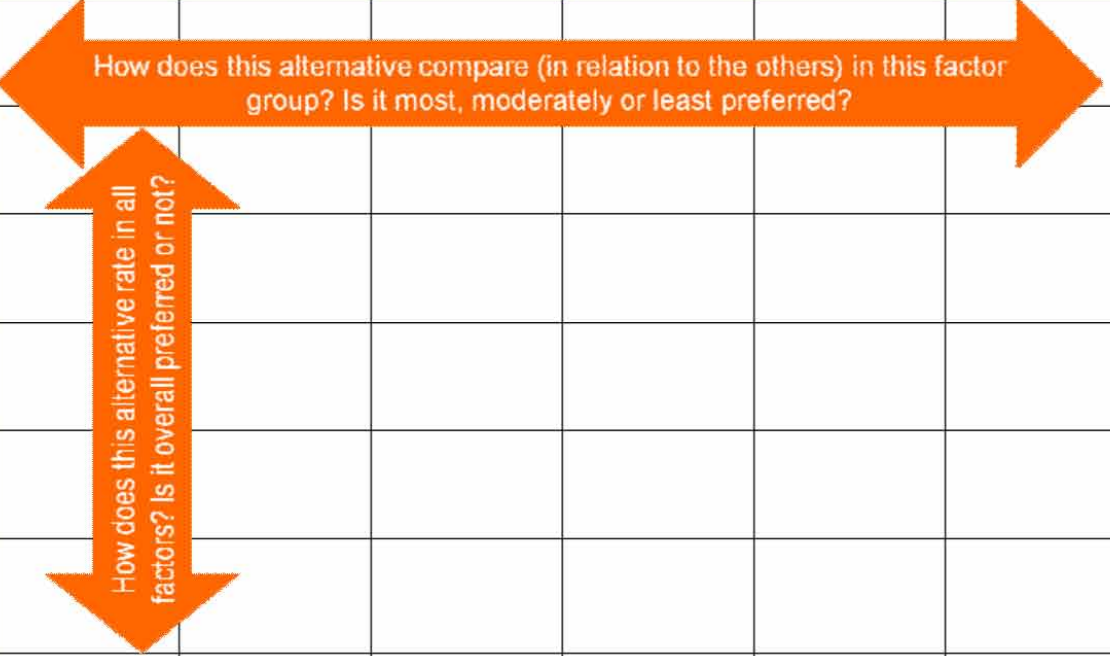 How does this alternative compare (in relation to the others) in this factor
group? Is it most, moderately or least preferred?
How does this alternative rate in all
factors? Is it overall preferred or not?